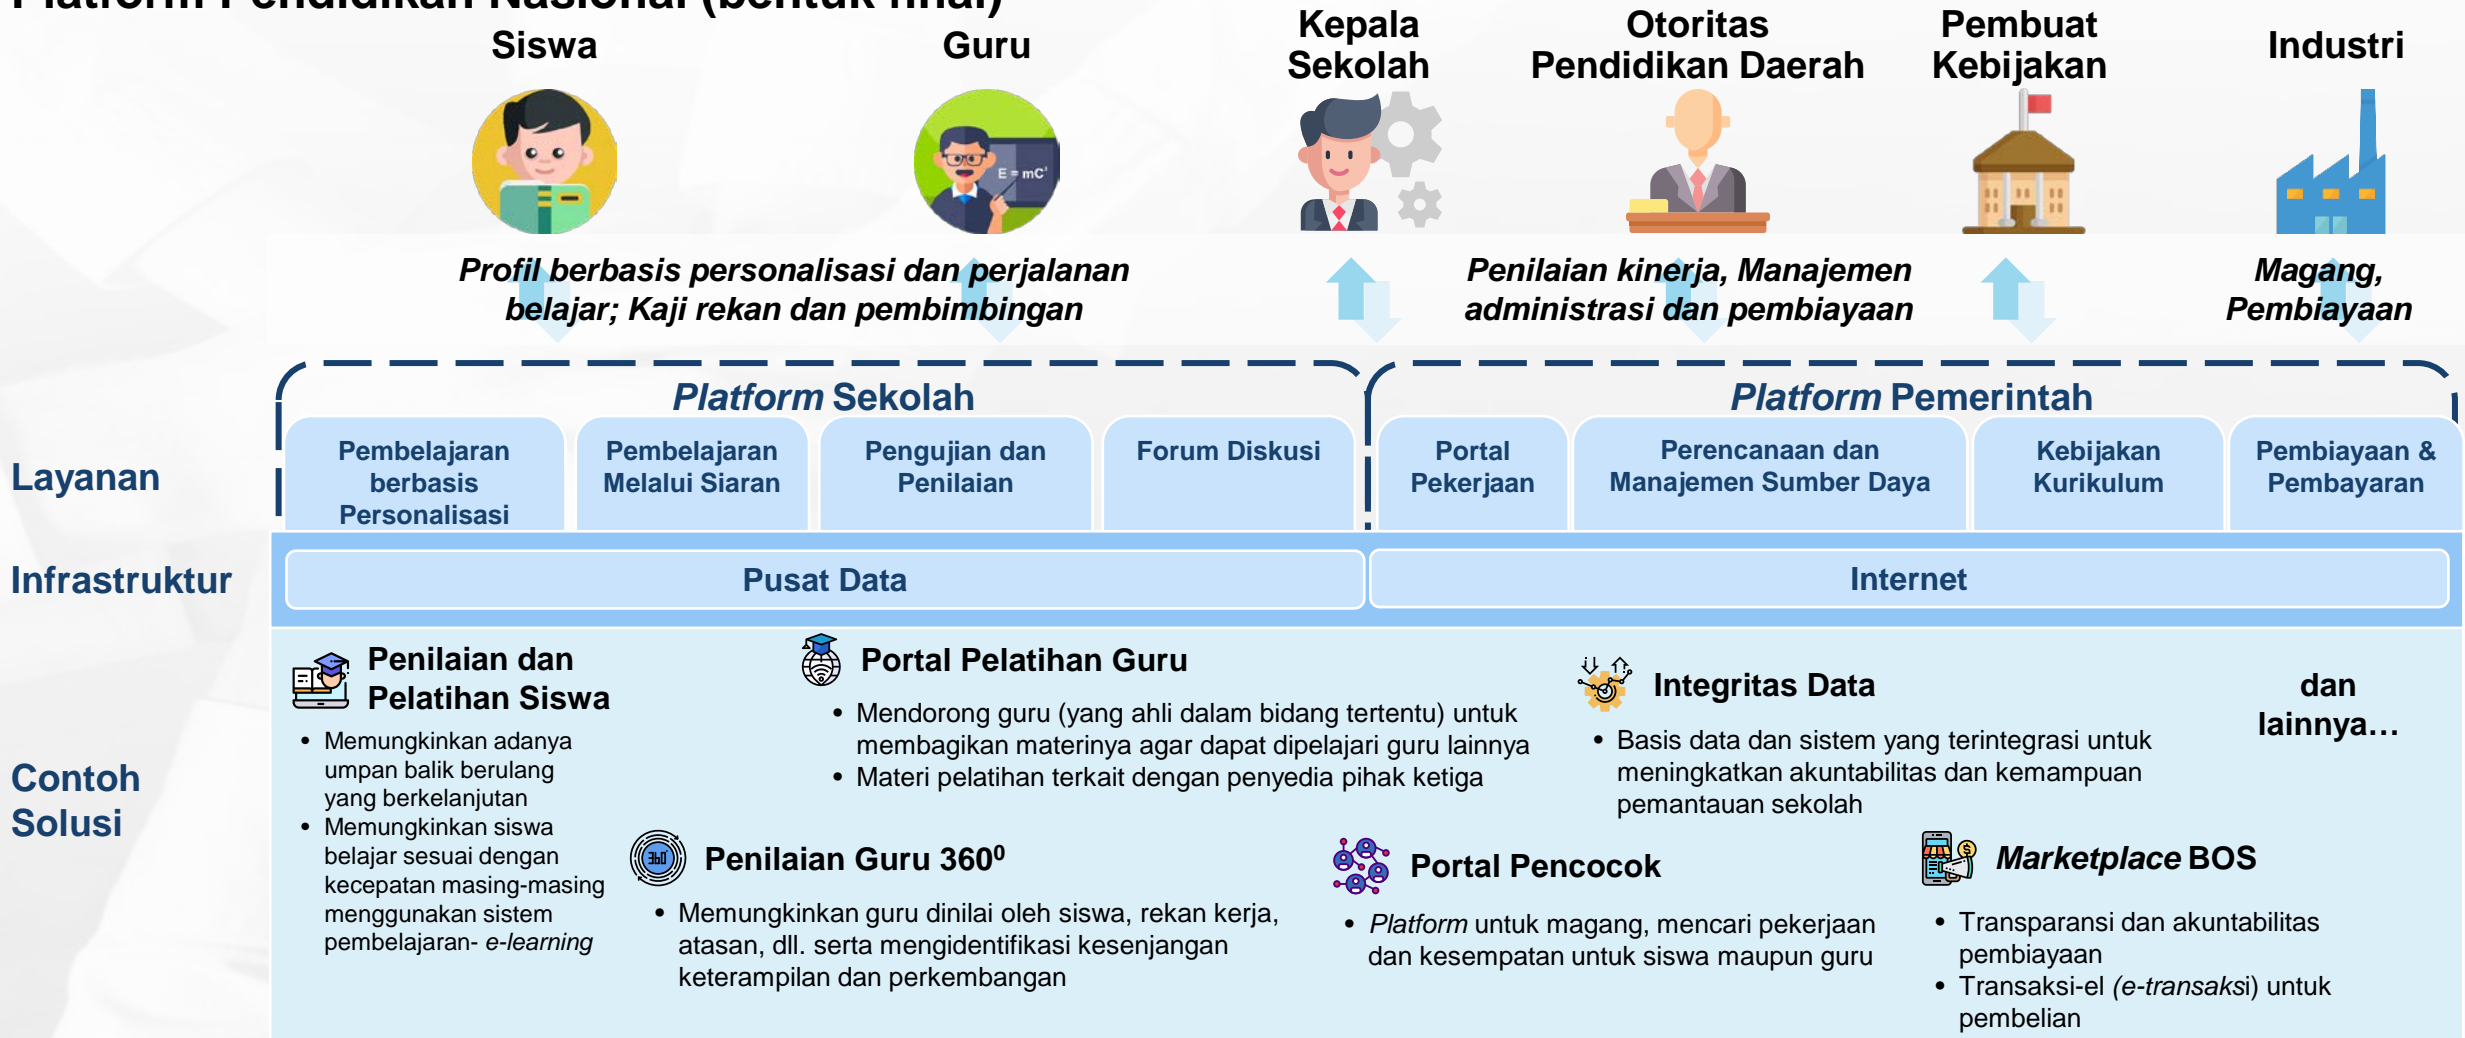 Platform Pendidikan Nasional (bentuk final)
Siswa
Guru
Kepala
Sekolah
Otoritas
Pendidikan Daerah
Pembuat
Kebijakan
Industri
E = mC²
Profil berbasis personalisasi dan perjalanan
belajar; Kaji rekan dan pembimbingan
Penilaian kinerja, Manajemen
administrasi dan pembiayaan
Magang,
Pembiayaan
Platform Sekolah
Platform Pemerintah
Layanan
Pembelajaran
berbasis
Personalisasi
Pembelajaran
Melalui Siaran
Pengujian dan
Penilaian
Forum Diskusi
Portal
Pekerjaan
Perencanaan dan
Manajemen Sumber Daya
Kebijakan
Kurikulum
Pembiayaan &
Pembayaran
Infrastruktur
Pusat Data
Internet
Contoh
Solusi
Penilaian dan
Pelatihan Siswa
• Memungkinkan adanya
umpan balik berulang
yang berkelanjutan
• Memungkinkan siswa
belajar sesuai dengan
kecepatan masing-masing
menggunakan sistem
pembelajaran- e-learning
Portal Pelatihan Guru
• Mendorong guru (yang ahli dalam bidang tertentu) untuk
membagikan materinya agar dapat dipelajari guru lainnya
• Materi pelatihan terkait dengan penyedia pihak ketiga
Integritas Data
• Basis data dan sistem yang terintegrasi untuk
meningkatkan akuntabilitas dan kemampuan
pemantauan sekolah
dan
lainnya…
360°
Penilaian Guru 360⁰
• Memungkinkan guru dinilai oleh siswa, rekan kerja,
atasan, dll. serta mengidentifikasi kesenjangan
keterampilan dan perkembangan
Portal Pencocok
• Platform untuk magang, mencari pekerjaan
dan kesempatan untuk siswa maupun guru
Marketplace BOS
• Transparansi dan akuntabilitas
pembiayaan
• Transaksi-el (e-transaksi) untuk
pembelian